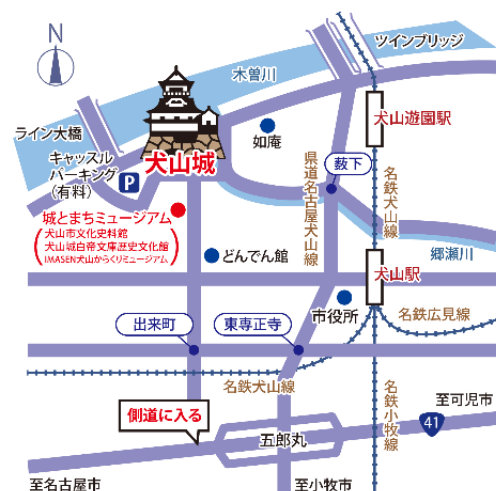 N
ツインブリッジ
木曽川
ライン大橋
犬山遊園駅
如庵
キャッスル
パーキング
(有料)
P
犬山城
藪下
県道名古屋犬山線
名鉄犬山線
城とまちミュージアム
犬山市文化史料館
犬山城白帝文庫歴史文化館
IMASEN犬山からくりミュージアム
郷瀬川
どんでん館
犬山駅
市役所
名鉄広見線
出来町
東専正寺
名鉄犬山線
名鉄小牧線
側道に入る
至可児市
41
五郎丸
至名古屋市
至小牧市